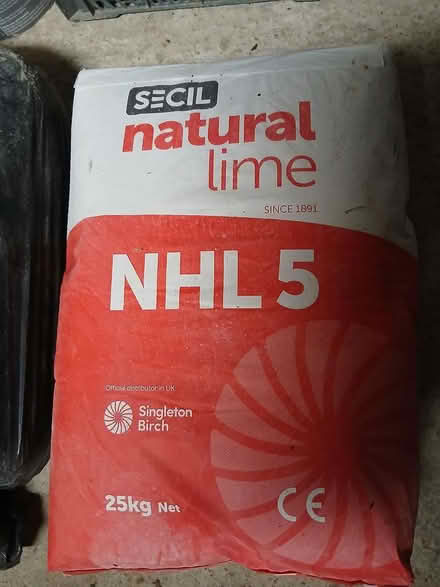 SECIL
natural
lime
SINCE 1891
NHL 5
Official distributor in UK
Singleton
Birch
25kg Net
CE